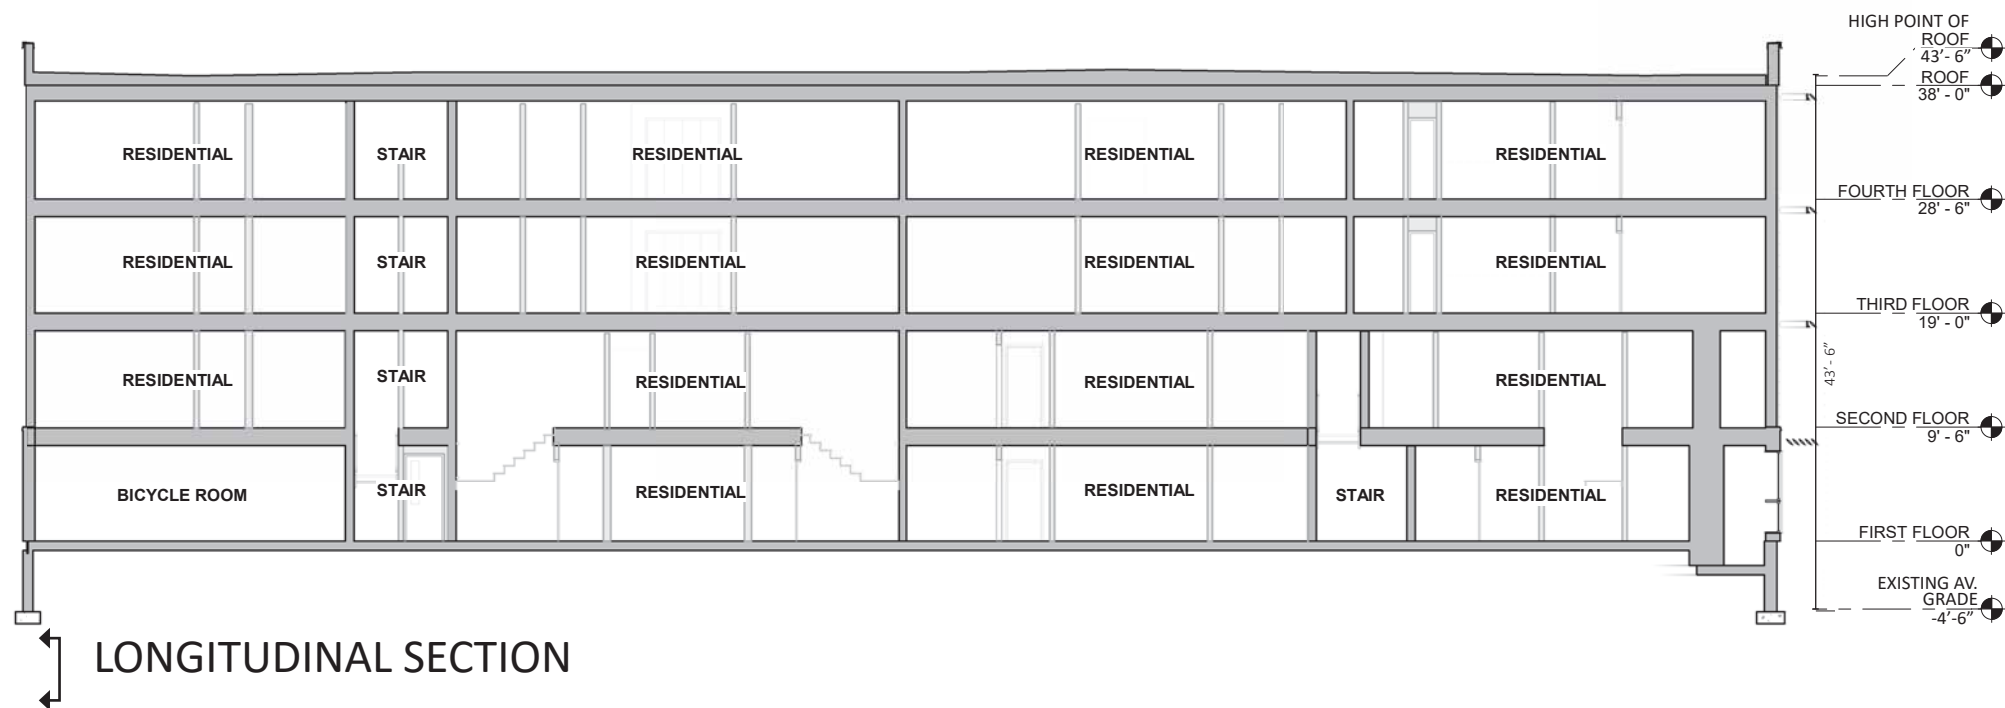 HIGH POINT OF
ROOF
43'- 6"
ROOF
38' - 0"
RESIDENTIAL STAIR RESIDENTIAL RESIDENTIAL RESIDENTIAL
FOURTH FLOOR
28' - 6"
RESIDENTIAL STAIR RESIDENTIAL RESIDENTIAL RESIDENTIAL
THIRD FLOOR
19' - 0"
43'- 6"
RESIDENTIAL STAIR RESIDENTIAL RESIDENTIAL RESIDENTIAL
SECOND FLOOR
9' - 6"
BICYCLE ROOM STAIR RESIDENTIAL RESIDENTIAL STAIR RESIDENTIAL
FIRST FLOOR
0"
EXISTING AV.
GRADE
-4'-6"
LONGITUDINAL SECTION